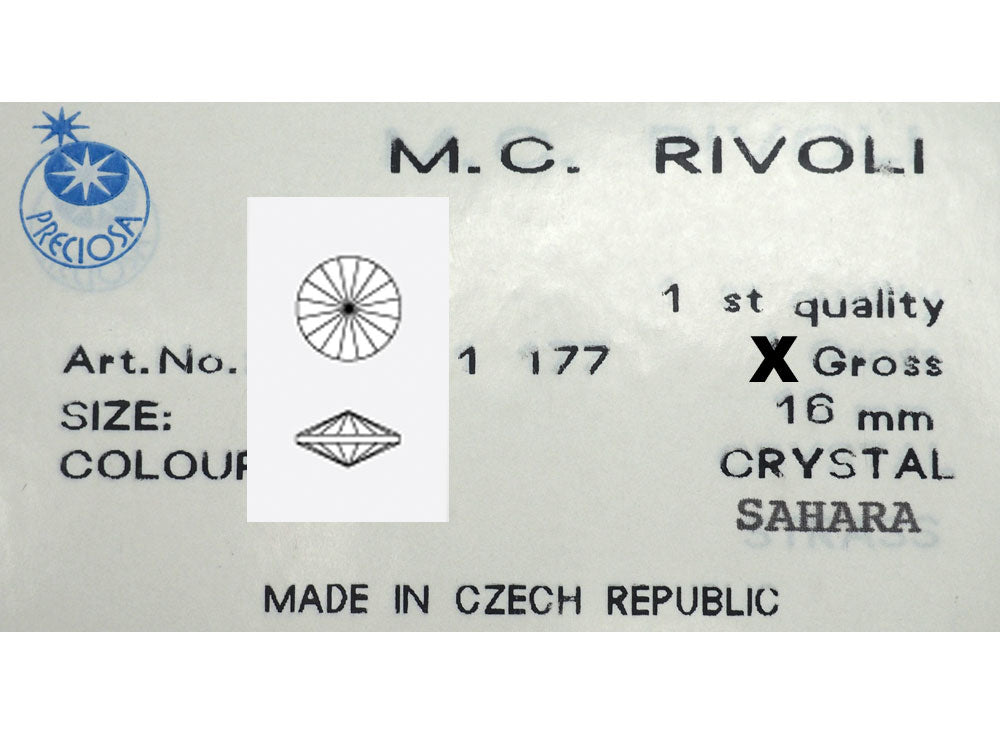 M.C. RIVOLI
PRECIOSA
1 st quality
Art.No. 1 177 X Gross
SIZE: 16 mm
COLOUR CRYSTAL
SAHARA
MADE IN CZECH REPUBLIC